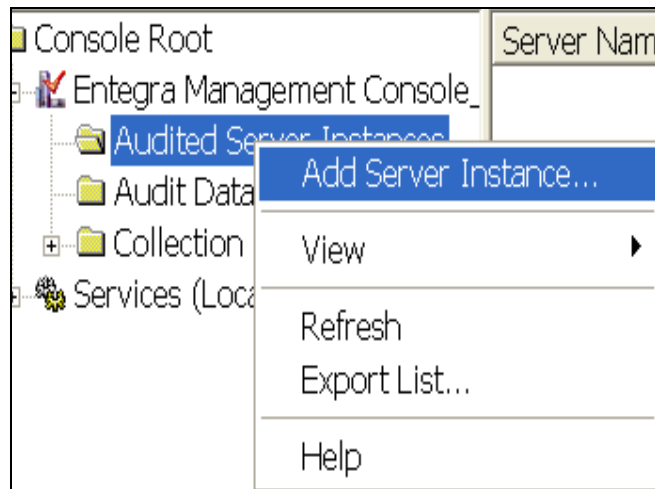 Console Root
Server Nam
Entegra Management Console_
Audited Server Instances
Add Server Instance...
Audit Data
Collection
View
Services (Loca
Refresh
Export List...
Help